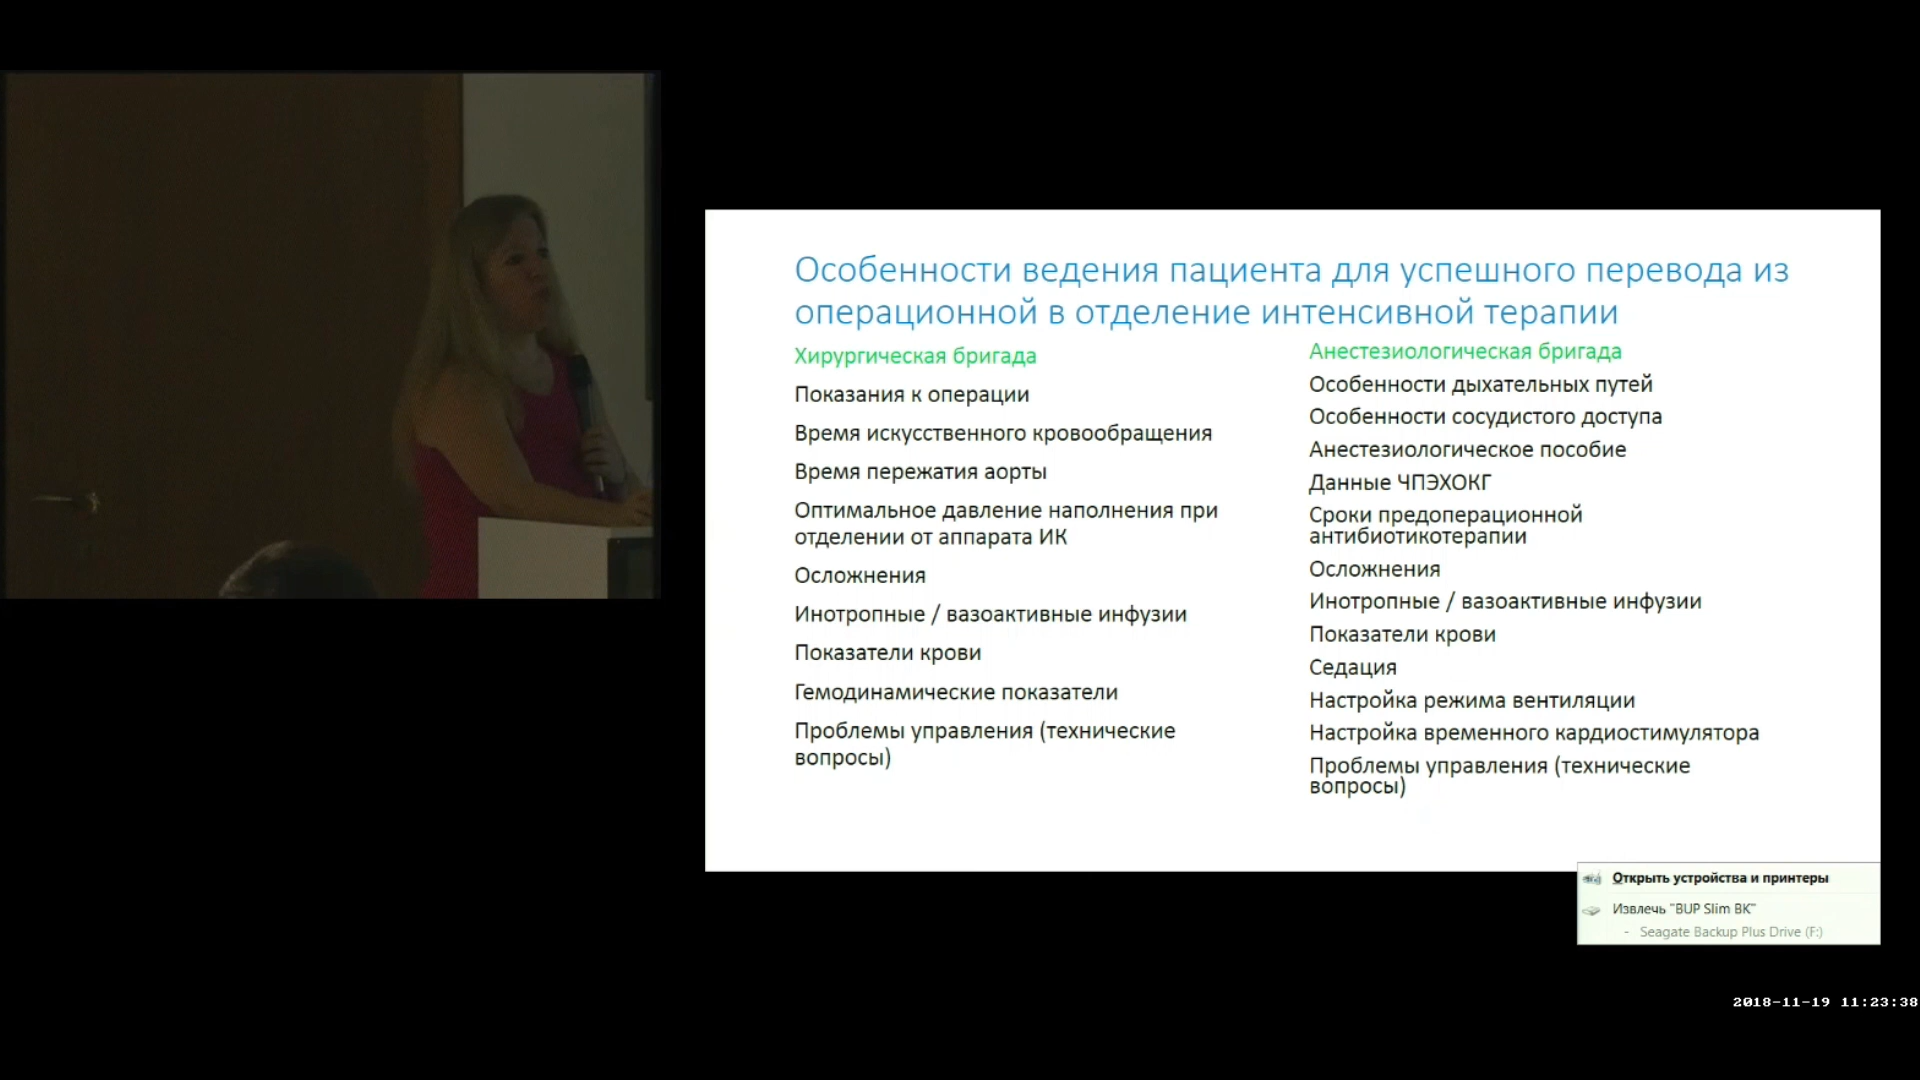 Особенности ведения пациента для успешного перевода из
операционной в отделение интенсивной терапии
Хирургическая бригада
Показания к операции
Время искусственного кровообращения
Время пережатия аорты
Оптимальное давление наполнения при
отделении от аппарата ИК
Осложнения
Инотропные / вазоактивные инфузии
Показатели крови
Гемодинамические показатели
Проблемы управления (технические
вопросы)
Анестезиологическая бригада
Особенности дыхательных путей
Особенности сосудистого доступа
Анестезиологическое пособие
Данные ЧПЭХОКГ
Сроки предоперационной
антибиотикотерапии
Осложнения
Инотропные / вазоактивные инфузии
Показатели крови
Седация
Настройка режима вентиляции
Настройка временного кардиостимулятора
Проблемы управления (технические
вопросы)
Открыть устройства и принтеры
Извлечь "BUP Slim BK"
- Seagate Backup Plus Drive (F:)
2018-11-19 11:23:38